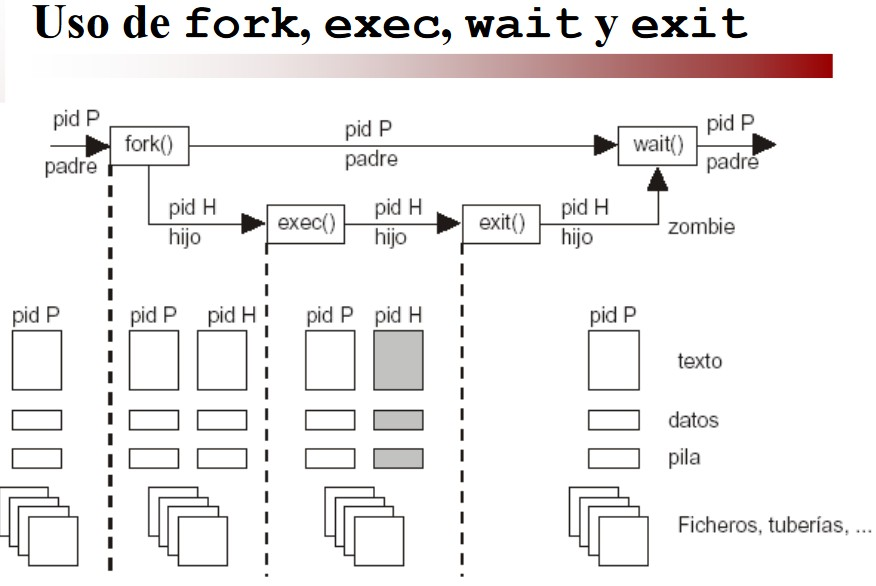 Uso de fork, exec, wait y exit
pid P
padre
fork()
pid P
padre
wait()
pid P
padre
pid H
hijo
exec()
pid H
hijo
exit()
pid H
hijo
zombie
pid P
pid P
pid H
pid P
pid H
pid P
texto
datos
pila
Ficheros, tuberías, ...